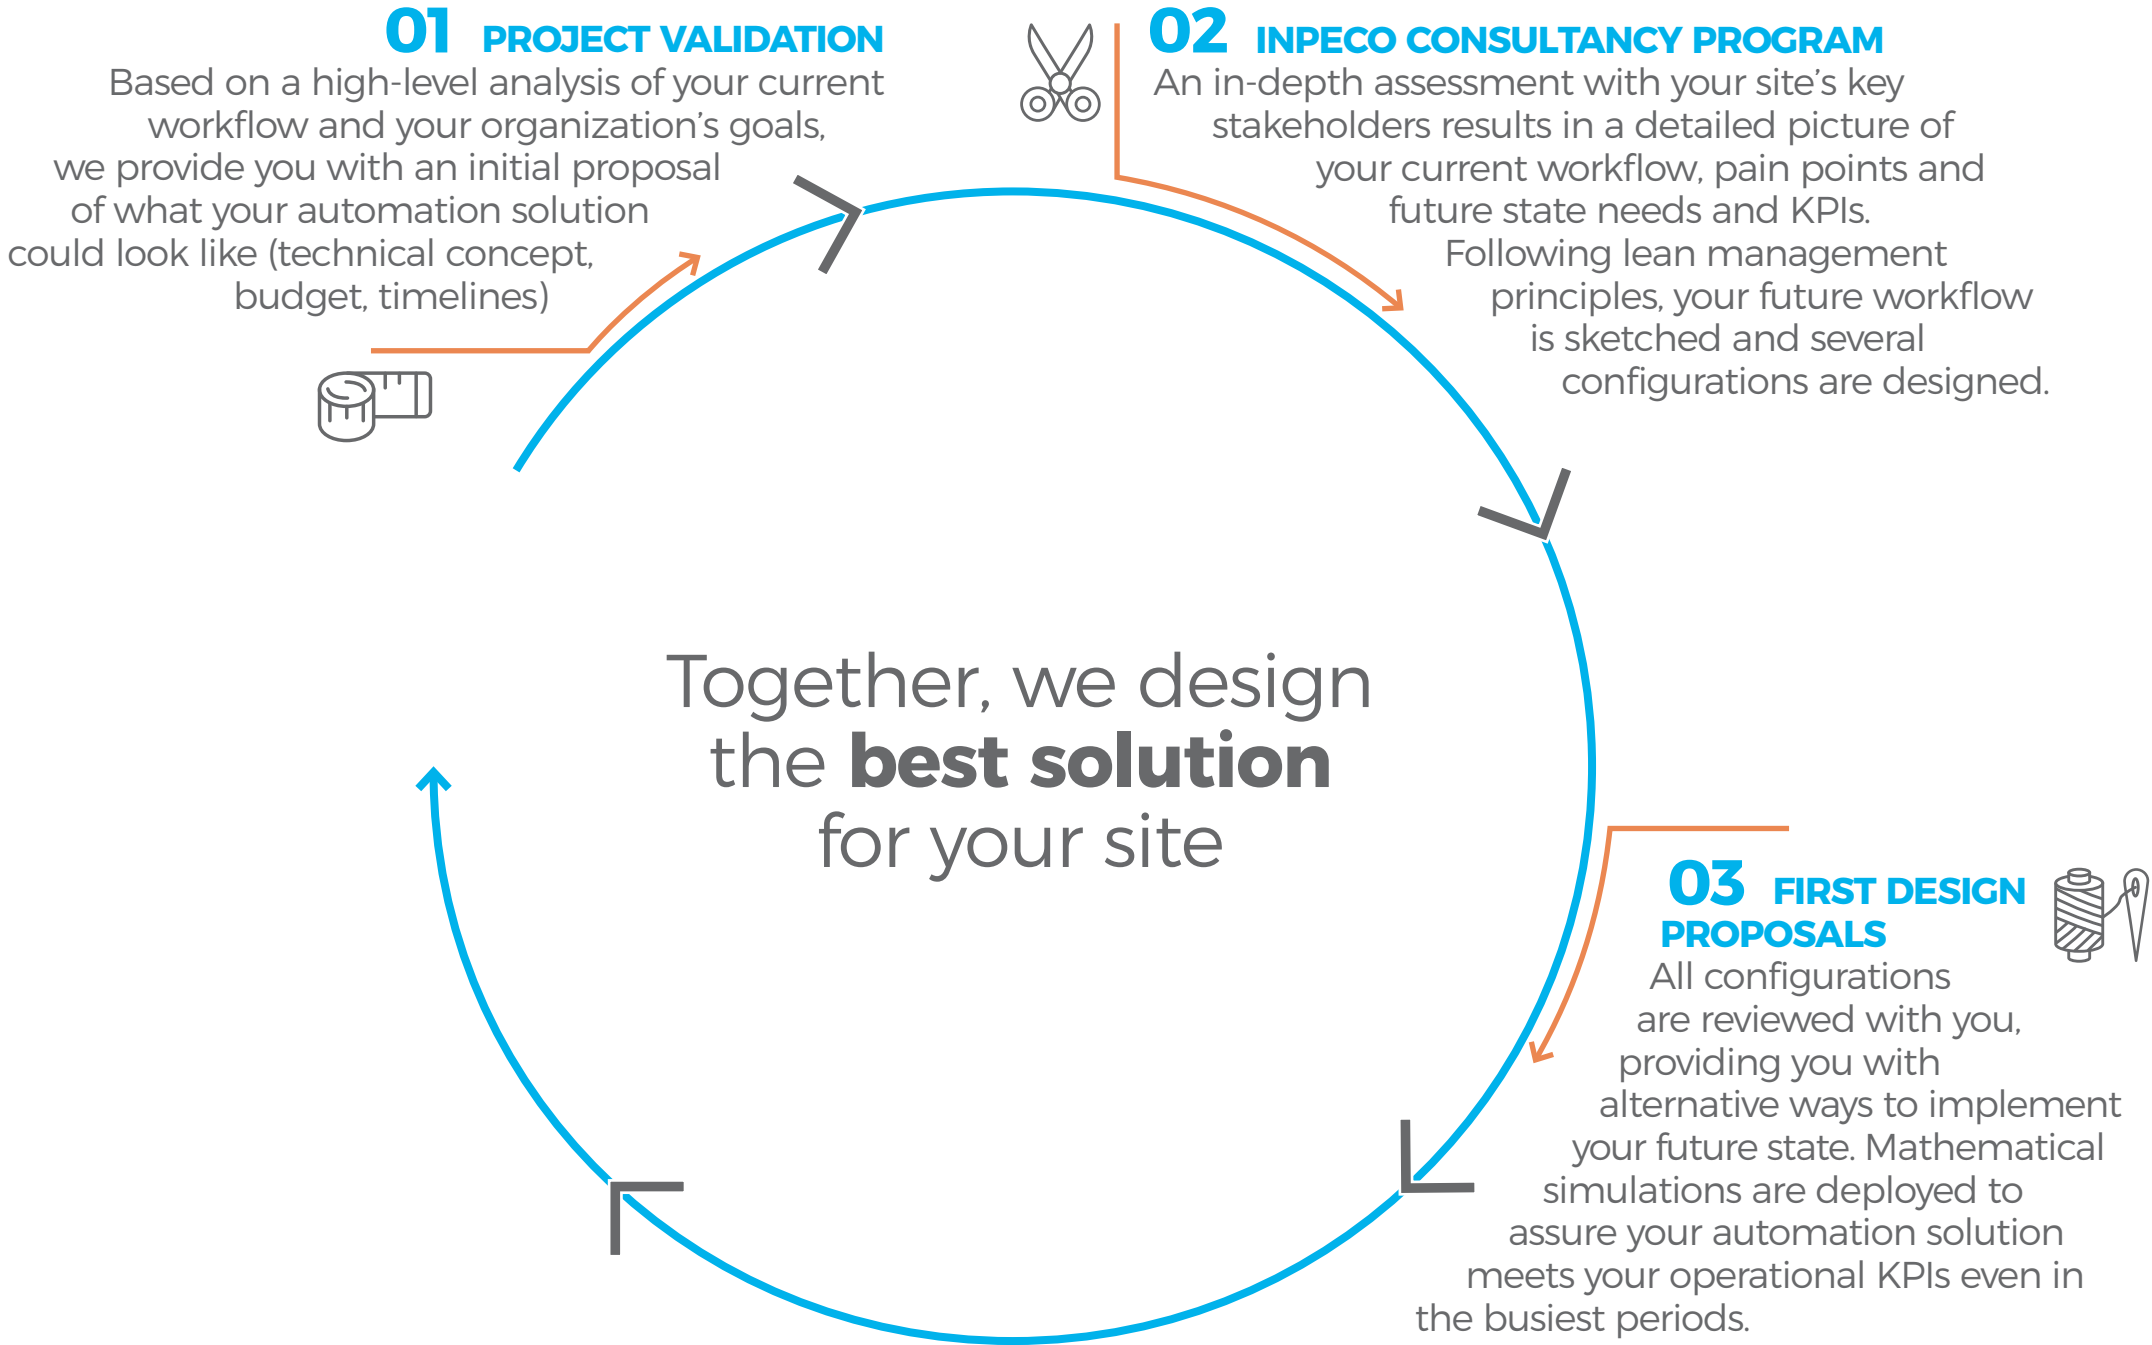 01 PROJECT VALIDATION
Based on a high-level analysis of your current
workflow and your organization’s goals,
we provide you with an initial proposal
of what your automation solution
could look like (technical concept,
budget, timelines)
02 INPECO CONSULTANCY PROGRAM
An in-depth assessment with your site’s key
stakeholders results in a detailed picture of
your current workflow, pain points and
future state needs and KPIs.
Following lean management
principles, your future workflow
is sketched and several
configurations are designed.
Together, we design
the best solution
for your site
03 FIRST DESIGN
PROPOSALS
All configurations
are reviewed with you,
providing you with
alternative ways to implement
your future state. Mathematical
simulations are deployed to
assure your automation solution
meets your operational KPIs even in
the busiest periods.